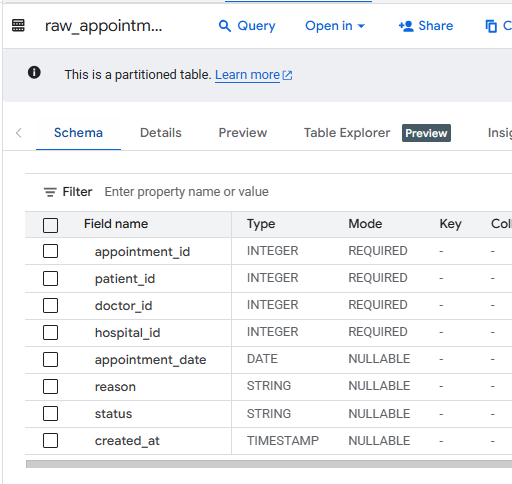 raw_appointm... Query Open in Share C
This is a partitioned table. Learn more
Schema Details Preview Table Explorer Preview Insig
Filter Enter property name or value
Field name Type Mode Key Coll
appointment_id INTEGER REQUIRED - -
patient_id INTEGER REQUIRED - -
doctor_id INTEGER REQUIRED - -
hospital_id INTEGER REQUIRED - -
appointment_date DATE NULLABLE - -
reason STRING NULLABLE - -
status STRING NULLABLE - -
created_at TIMESTAMP NULLABLE - -